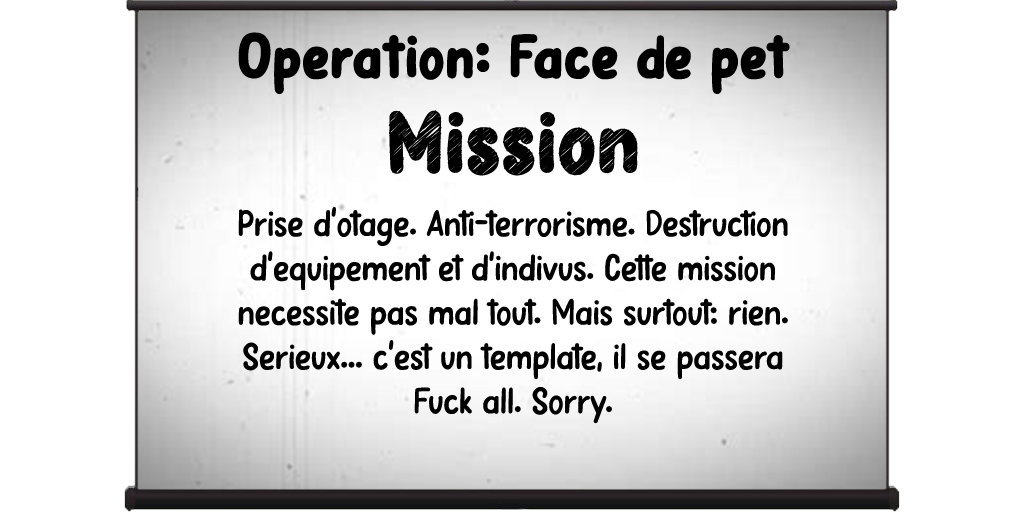 Operation: Face de pet
Mission
Prise d'otage. Anti-terrorisme. Destruction
d'equipement et d'indivus. Cette mission
necessite pas mal tout. Mais surtout: rien.
Serieux... c'est un template, il se passera
Fuck all. Sorry.